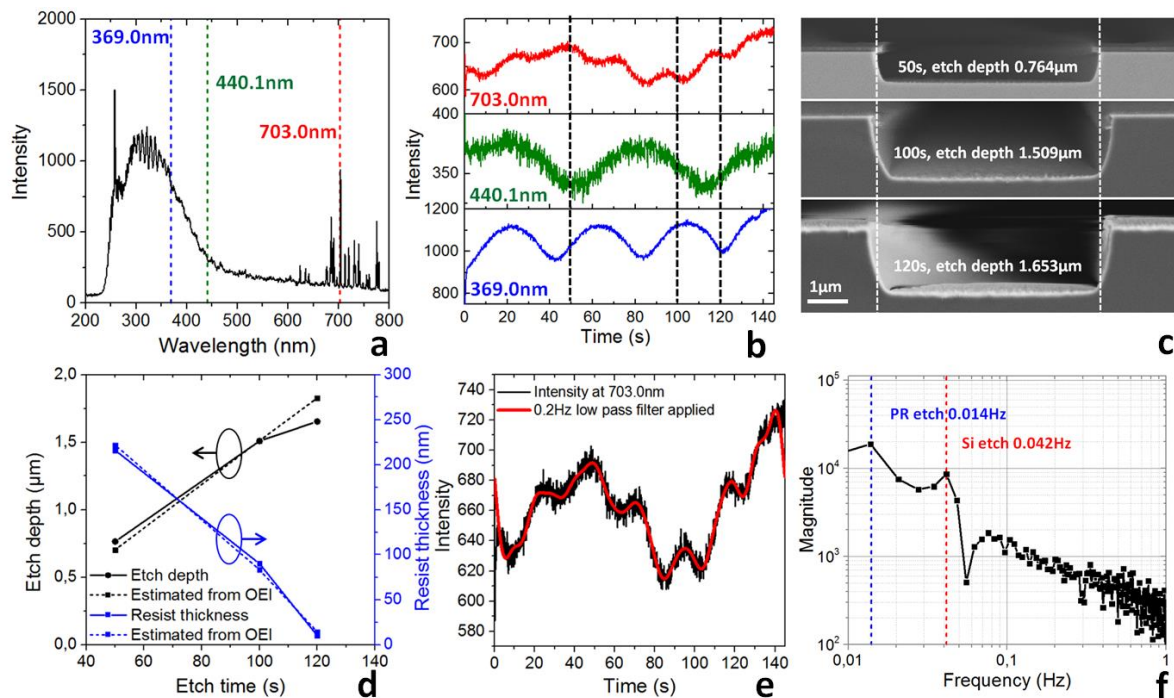 369.0nm
440.1nm
703.0nm
Intensity
2000
1500
1000
500
0
200 300 400 500 600 700 800
Wavelength (nm)
a
Intensity
700
600
400
350
1200
1000
800
703.0nm
440.1nm
369.0nm
0 20 40 60 80 100 120 140
Time (s)
b
50s, etch depth 0.764µm
100s, etch depth 1.509µm
120s, etch depth 1.653µm
1µm
c
Etch depth (µm)
2,0
1,5
1,0
0,5
0,0
Etch depth
Estimated from OEI
Resist thickness
Estimated from OEI
300
250
200
150
100
50
0
Resist thickness (nm)
40 60 80 100 120 140
Etch time (s)
d
Intensity
740
720
700
680
660
640
620
600
580
Intensity at 703.0nm
0.2Hz low pass filter applied
0 20 40 60 80 100 120 140
Time (s)
e
Magnitude
10⁵
10⁴
10³
10²
PR etch 0.014Hz
Si etch 0.042Hz
0,01 0,1 1
Frequency (Hz)
f